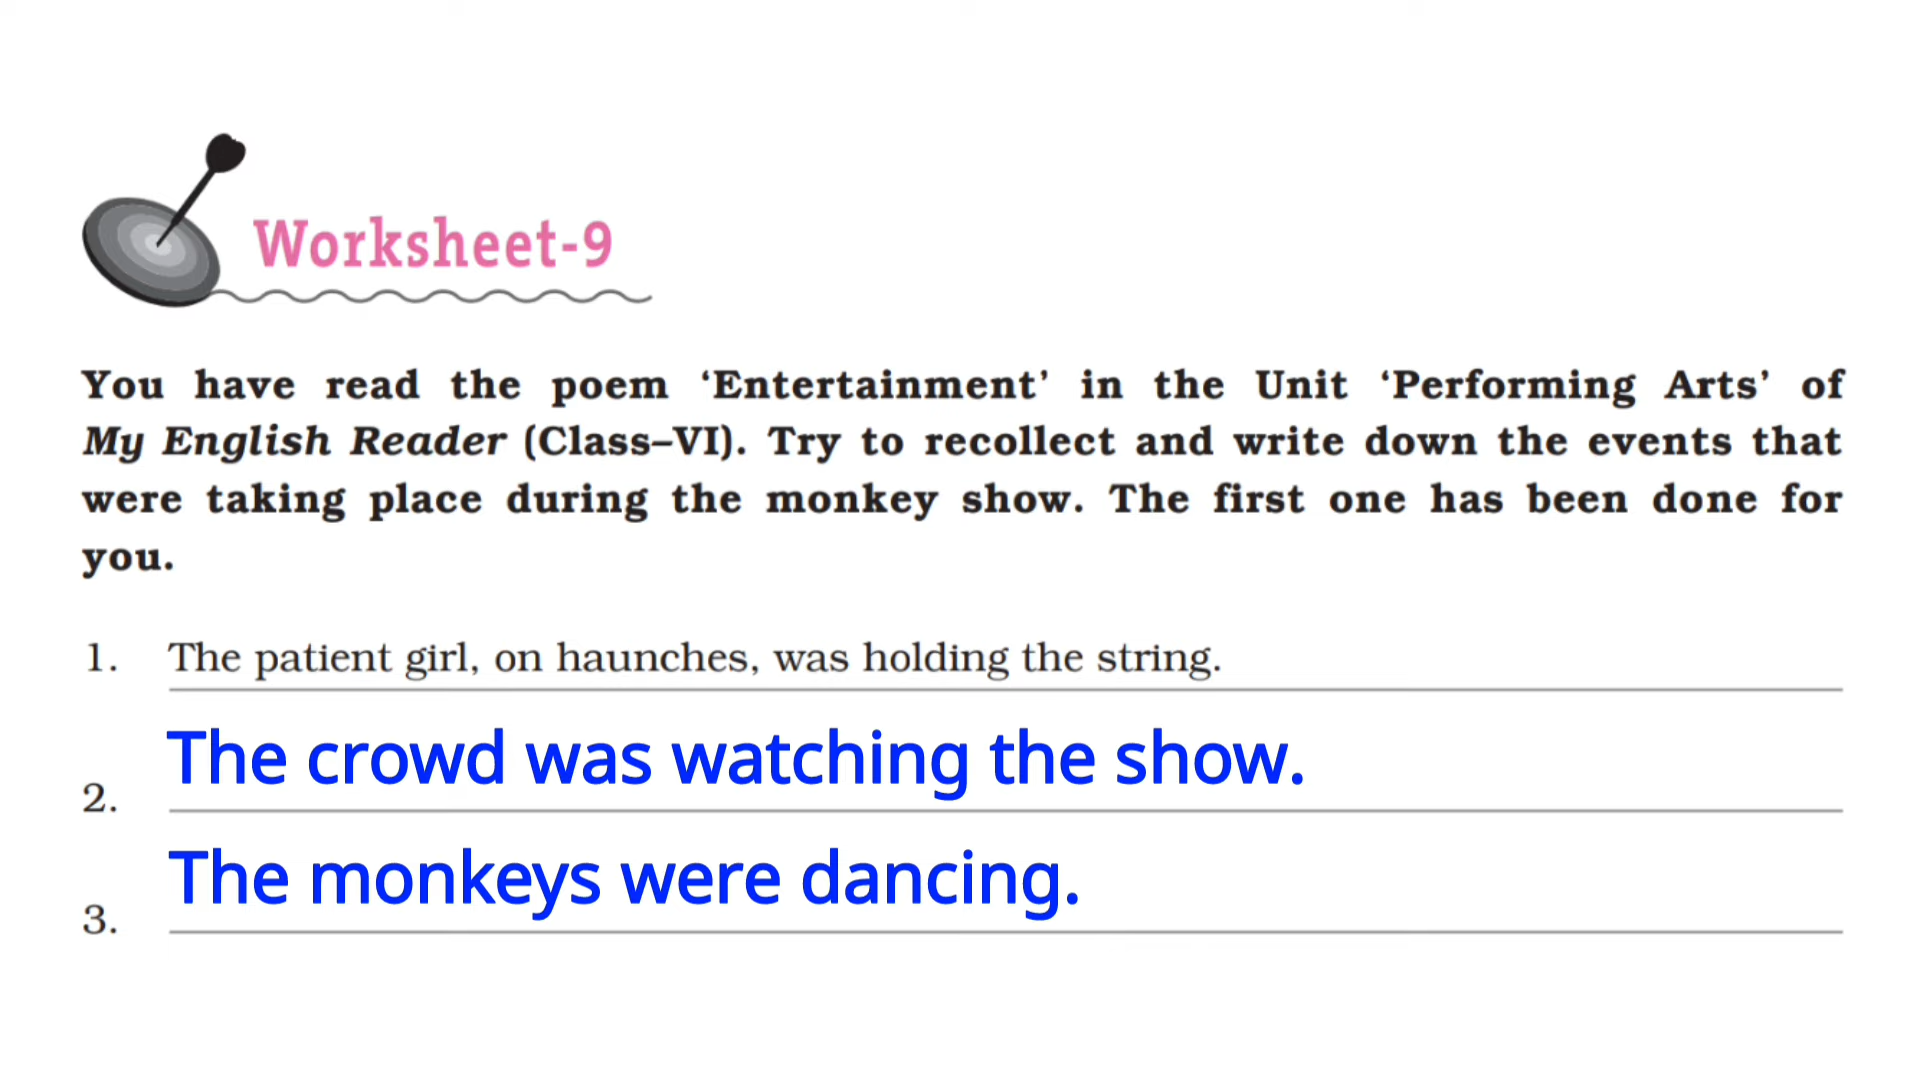 Worksheet-9
You have read the poem ‘Entertainment’ in the Unit ‘Performing Arts’ of
My English Reader (Class–VI). Try to recollect and write down the events that
were taking place during the monkey show. The first one has been done for
you.
1. The patient girl, on haunches, was holding the string.
2. The crowd was watching the show.
3. The monkeys were dancing.